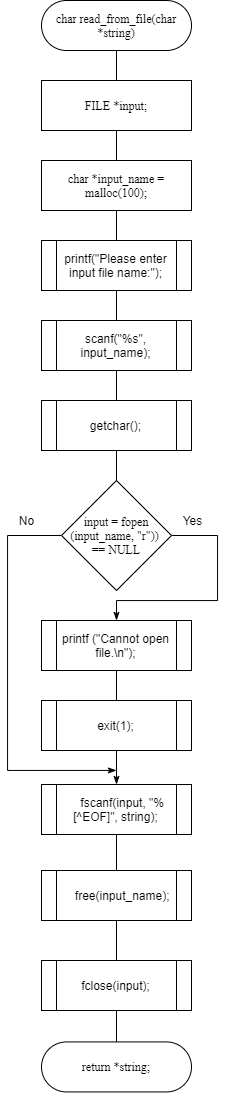 char read_from_file(char
*string)
FILE *input;
char *input_name =
malloc(100);
printf("Please enter
input file name:");
scanf("%s",
input_name);
getchar();
No
input = fopen
(input_name, "r"))
== NULL
Yes
printf ("Cannot open
file.\n");
exit(1);
fscanf(input, "%
[^EOF]", string);
free(input_name);
fclose(input);
return *string;